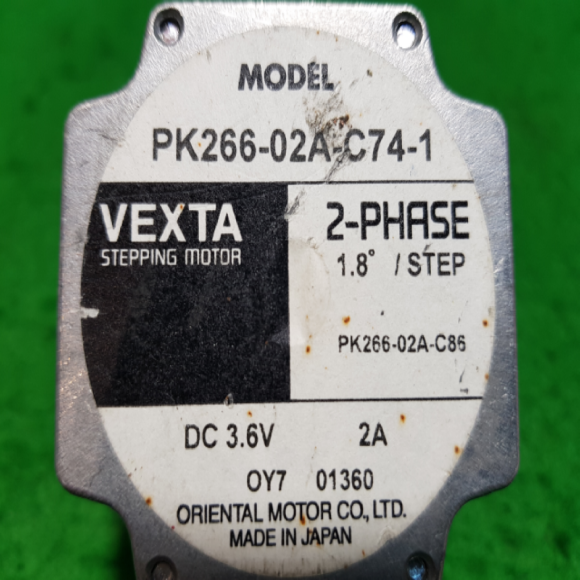 MODEL
PK266-02A-C74-1
VEXTA
STEPPING MOTOR
2-PHASE
1.8° / STEP
PK266-02A-C86
DC 3.6V 2A
OY7 01360
ORIENTAL MOTOR CO., LTD.
MADE IN JAPAN